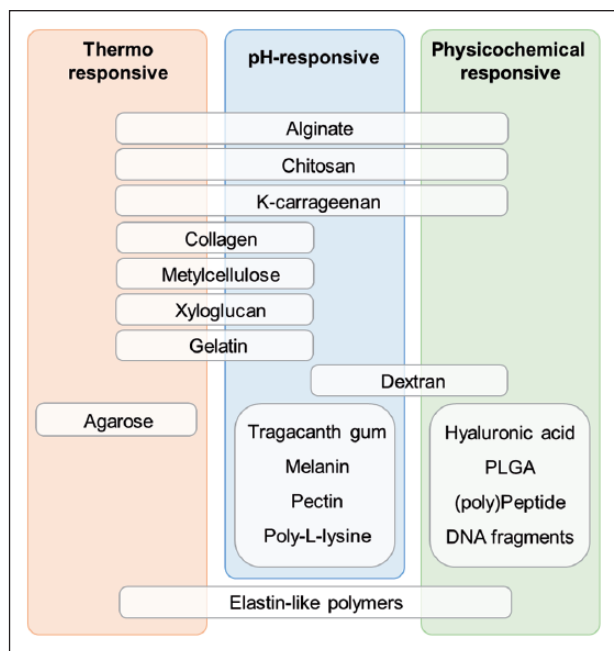 Thermo
responsive
pH-responsive
Physicochemical
responsive
Alginate
Chitosan
K-carrageenan
Collagen
Metylcellulose
Xyloglucan
Gelatin
Dextran
Agarose
Tragacanth gum
Melanin
Pectin
Poly-L-lysine
Hyaluronic acid
PLGA
(poly)Peptide
DNA fragments
Elastin-like polymers